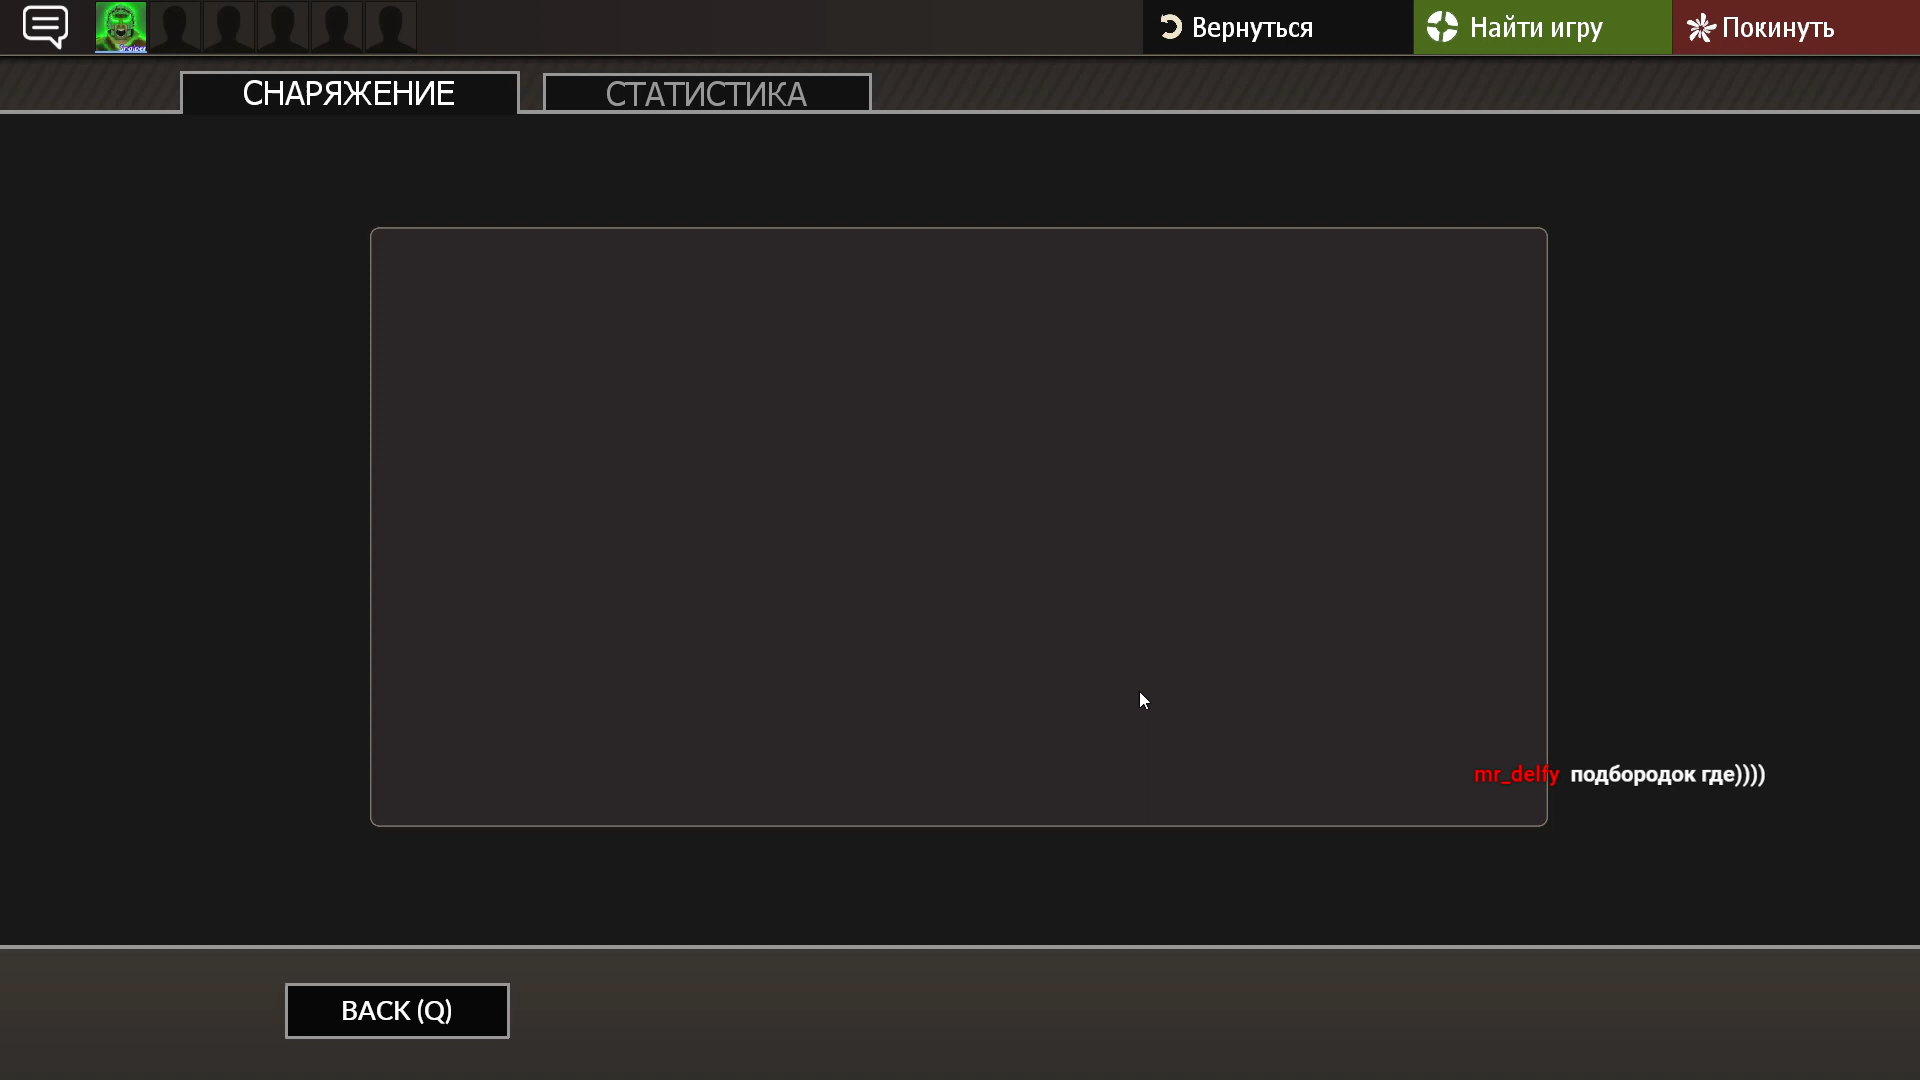 Вернуться
Найти игру
Покинуть
СНАРЯЖЕНИЕ
СТАТИСТИКА
mr_delfy подбородок где))))
BACK (Q)